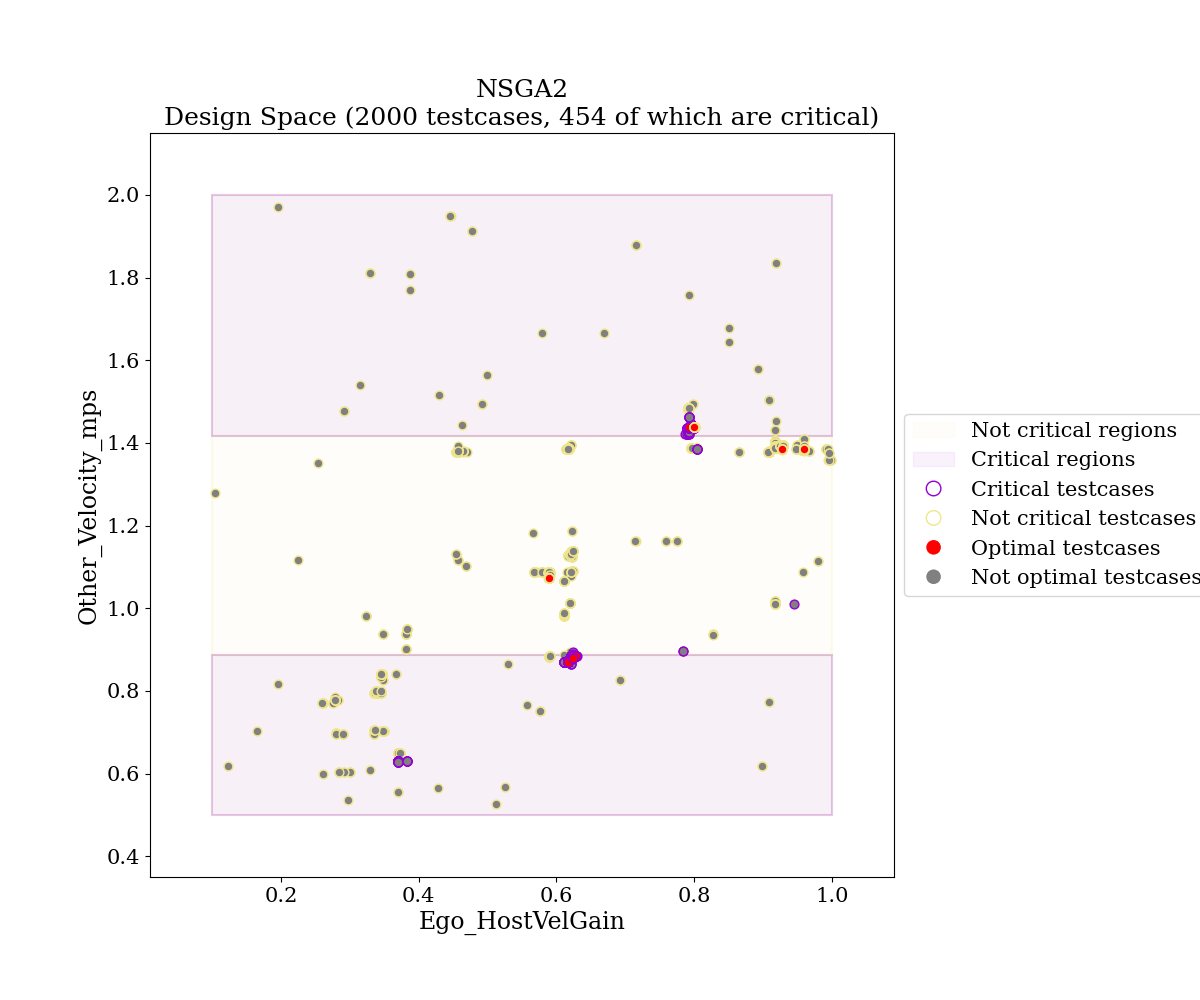 NSGA2
Design Space (2000 testcases, 454 of which are critical)
Other_Velocity_mps
2.0
1.8
1.6
1.4
1.2
1.0
0.8
0.6
0.4
0.2
0.4
0.6
0.8
1.0
Ego_HostVelGain
Not critical regions
Critical regions
Critical testcases
Not critical testcases
Optimal testcases
Not optimal testcases